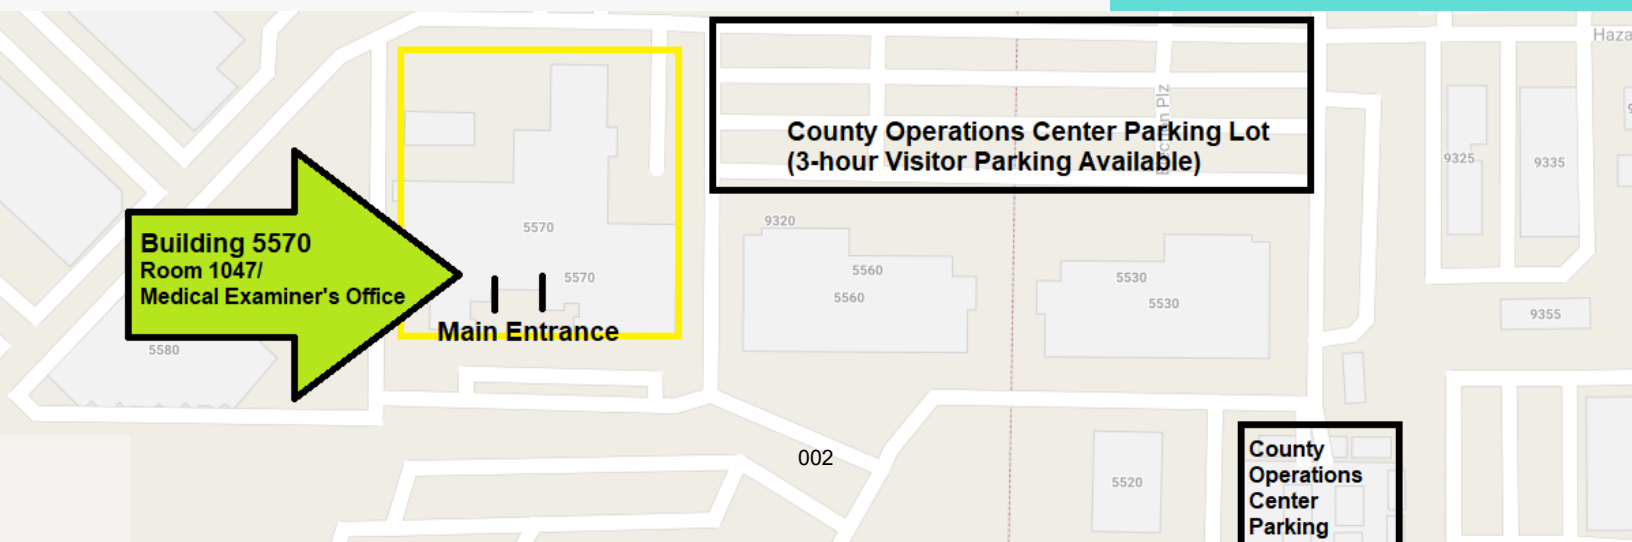 Haza
County Operations Center Parking Lot
(3-hour Visitor Parking Available)
9325
9335
9320
5570
Building 5570
Room 1047/
Medical Examiner's Office
5570
5560
5560
5530
5530
9355
Main Entrance
5580
002
5520
County
Operations
Center
Parking